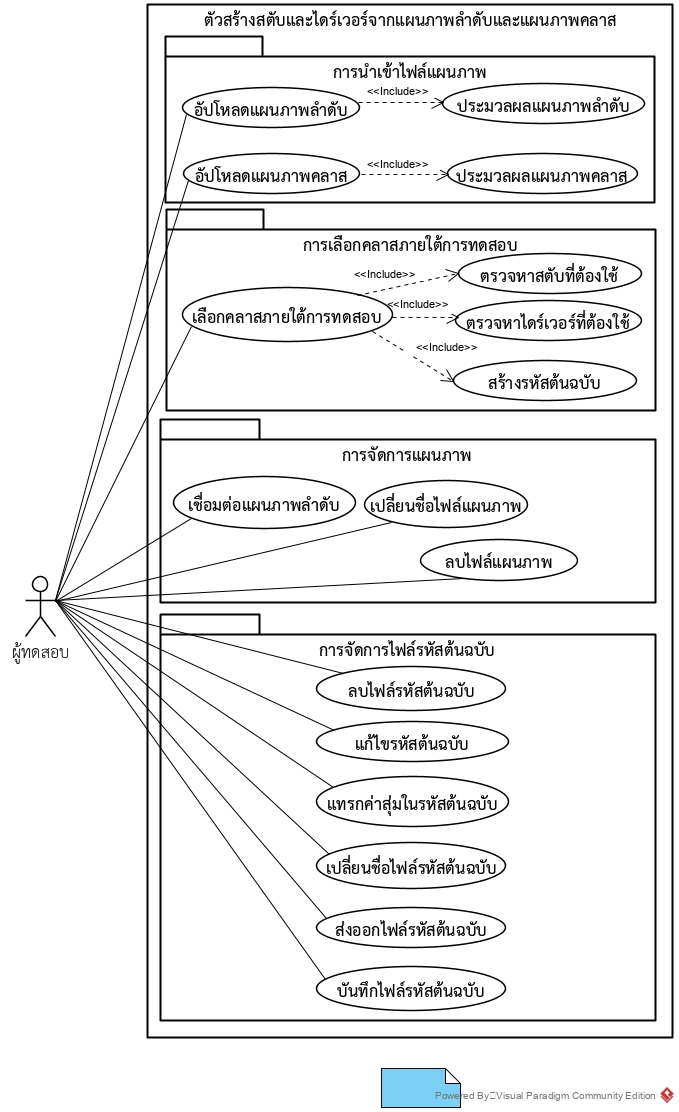 ตัวสร้างสตับและไดร์เวอร์จากแผนภาพลำดับและแผนภาพคลาส
การนำเข้าไฟล์แผนภาพ
อัปโหลดแผนภาพลำดับ
<<Include>>
ประมวลผลแผนภาพลำดับ
อัปโหลดแผนภาพคลาส
<<Include>>
ประมวลผลแผนภาพคลาส
การเลือกคลาสภายใต้การทดสอบ
เลือกคลาสภายใต้การทดสอบ
<<Include>>
ตรวจหาสตับที่ต้องใช้
<<Include>>
ตรวจหาไดร์เวอร์ที่ต้องใช้
<<Include>>
สร้างรหัสต้นฉบับ
การจัดการแผนภาพ
เชื่อมต่อแผนภาพลำดับ
เปลี่ยนชื่อไฟล์แผนภาพ
ลบไฟล์แผนภาพ
ผู้ทดสอบ
การจัดการไฟล์รหัสต้นฉบับ
ลบไฟล์รหัสต้นฉบับ
แก้ไขรหัสต้นฉบับ
แทรกค่าสุ่มในรหัสต้นฉบับ
เปลี่ยนชื่อไฟล์รหัสต้นฉบับ
ส่งออกไฟล์รหัสต้นฉบับ
บันทึกไฟล์รหัสต้นฉบับ
Powered By Visual Paradigm Community Edition